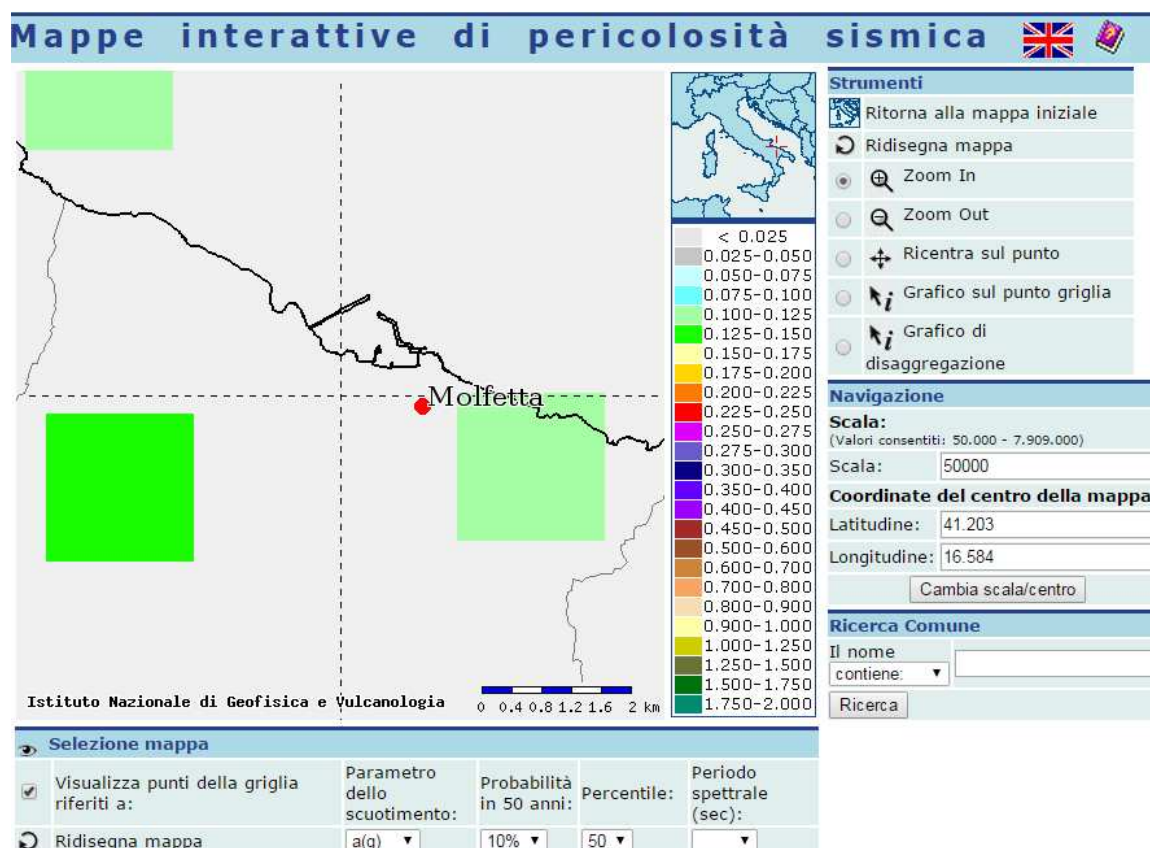 Mappe interattive di pericolosità sismica
Molfetta
Istituto Nazionale di Geofisica e Vulcanologia
0 0.4 0.8 1.2 1.6 2 km
< 0.025
0.025-0.050
0.050-0.075
0.075-0.100
0.100-0.125
0.125-0.150
0.150-0.175
0.175-0.200
0.200-0.225
0.225-0.250
0.250-0.275
0.275-0.300
0.300-0.350
0.350-0.400
0.400-0.450
0.450-0.500
0.500-0.600
0.600-0.700
0.700-0.800
0.800-0.900
0.900-1.000
1.000-1.250
1.250-1.500
1.500-1.750
1.750-2.000
Strumenti
Ritorna alla mappa iniziale
Ridisegna mappa
Zoom In
Zoom Out
Ricentra sul punto
Grafico sul punto griglia
Grafico di
disaggregazione
Navigazione
Scala:
(Valori consentiti: 50.000 - 7.909.000)
Scala: 50000
Coordinate del centro della mappa
Latitudine: 41.203
Longitudine: 16.584
Cambia scala/centro
Ricerca Comune
Il nome
contiene:
Ricerca
Selezione mappa
Visualizza punti della griglia
riferiti a:
Parametro
dello
scuotimento:
Probabilità
in 50 anni:
Percentile:
Periodo
spettrale
(sec):
Ridisegna mappa a(g) 10% 50